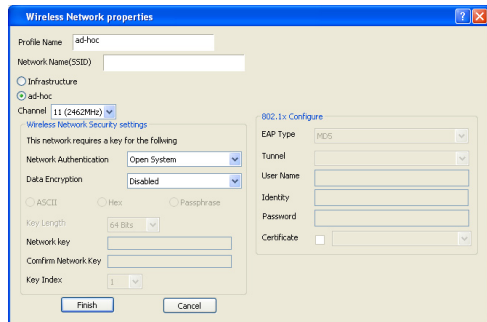 Wireless Network properties
Profile Name ad-hoc
Network Name(SSID)
Infrastructure
ad-hoc
Channel 11 (2462MHz)
Wireless Network Security settings
This network requires a key for the follwing
Network Authentication Open System
Data Encryption Disabled
ASCII Hex Passphrase
Key Length 64 Bits
Network key
Comfirm Network Key
Key Index 1
Finish Cancel
802.1x Configure
EAP Type MD5
Tunnel
User Name
Identity
Password
Certificate